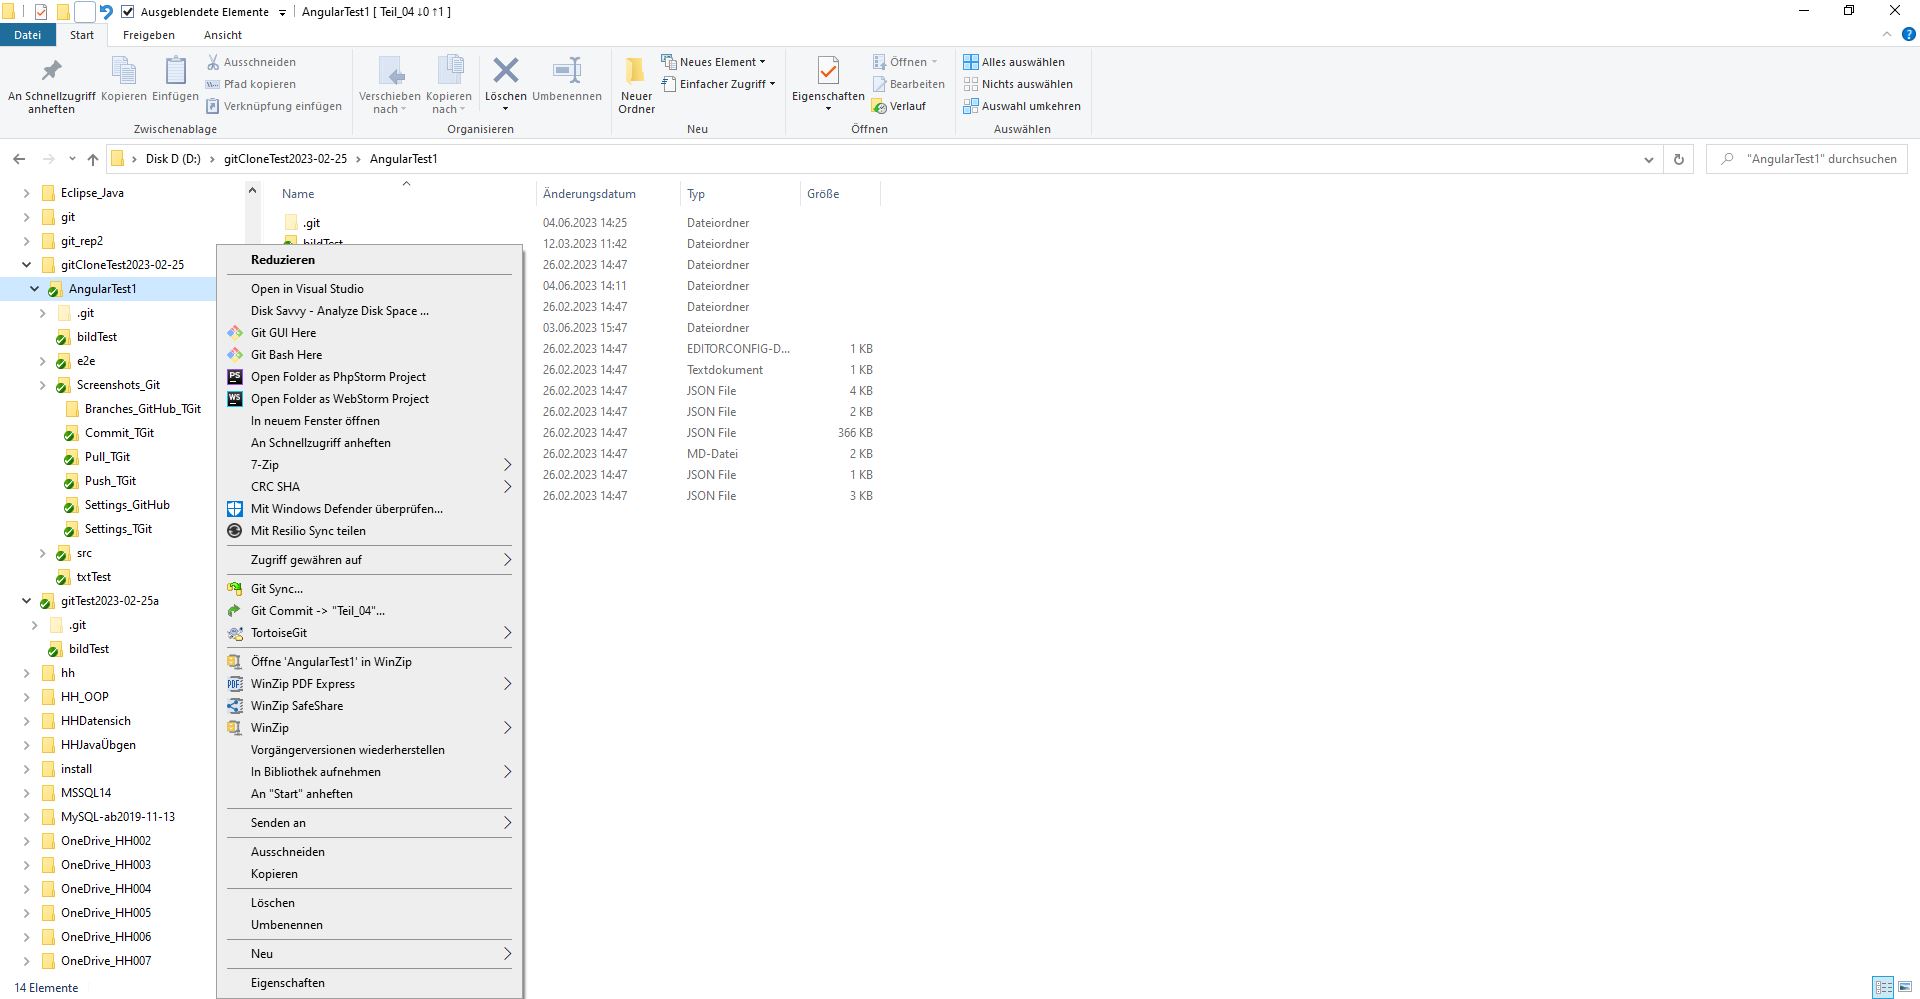 Ausgeblendete Elemente
AngularTest1 [ Teil_04 ↓0 ↑1 ]
Datei
Start
Freigeben
Ansicht
An Schnellzugriff anheften
Kopieren
Einfügen
Ausschneiden
Pfad kopieren
Verknüpfung einfügen
Zwischenablage
Verschieben nach
Kopieren nach
Löschen
Umbenennen
Organisieren
Neuer Ordner
Neues Element
Einfacher Zugriff
Neu
Eigenschaften
Öffnen
Bearbeiten
Verlauf
Öffnen
Alles auswählen
Nichts auswählen
Auswahl umkehren
Auswählen
Disk D (D:) > gitCloneTest2023-02-25 > AngularTest1
"AngularTest1" durchsuchen
Eclipse_Java
git
git_rep2
gitCloneTest2023-02-25
AngularTest1
.git
bildTest
e2e
Screenshots_Git
Branches_GitHub_TGit
Commit_TGit
Pull_TGit
Push_TGit
Settings_GitHub
Settings_TGit
src
txtTest
gitTest2023-02-25a
.git
bildTest
hh
HH_OOP
HHDatensich
HHJavaÜbgen
install
MSSQL14
MySQL-ab2019-11-13
OneDrive_HH002
OneDrive_HH003
OneDrive_HH004
OneDrive_HH005
OneDrive_HH006
OneDrive_HH007
14 Elemente
Reduzieren
Open in Visual Studio
Disk Savvy - Analyze Disk Space ...
Git GUI Here
Git Bash Here
PS Open Folder as PhpStorm Project
WS Open Folder as WebStorm Project
In neuem Fenster öffnen
An Schnellzugriff anheften
7-Zip
CRC SHA
Mit Windows Defender überprüfen...
Mit Resilio Sync teilen
Zugriff gewähren auf
Git Sync...
Git Commit -> "Teil_04"...
TortoiseGit
Öffne 'AngularTest1' in WinZip
PDF WinZip PDF Express
WinZip SafeShare
WinZip
Vorgängerversionen wiederherstellen
In Bibliothek aufnehmen
An "Start" anheften
Senden an
Ausschneiden
Kopieren
Löschen
Umbenennen
Neu
Eigenschaften
Name Änderungsdatum Typ Größe
.git 04.06.2023 14:25 Dateiordner
bildTest 12.03.2023 11:42 Dateiordner
26.02.2023 14:47 Dateiordner
04.06.2023 14:11 Dateiordner
26.02.2023 14:47 Dateiordner
03.06.2023 15:47 Dateiordner
26.02.2023 14:47 EDITORCONFIG-D... 1 KB
26.02.2023 14:47 Textdokument 1 KB
26.02.2023 14:47 JSON File 4 KB
26.02.2023 14:47 JSON File 2 KB
26.02.2023 14:47 JSON File 366 KB
26.02.2023 14:47 MD-Datei 2 KB
26.02.2023 14:47 JSON File 1 KB
26.02.2023 14:47 JSON File 3 KB